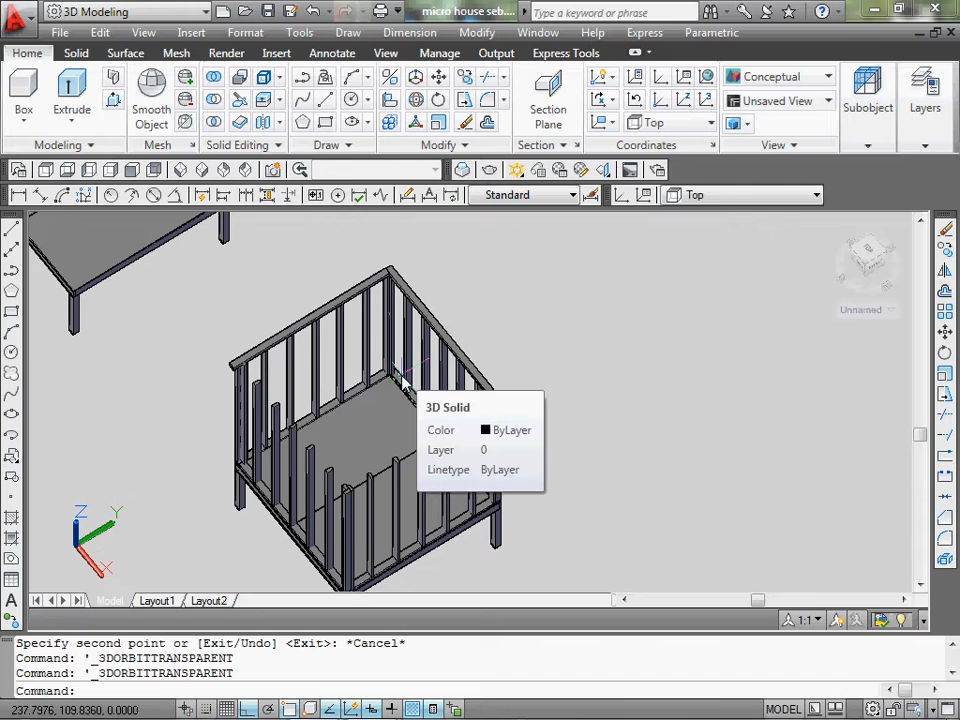 3D Modeling
micro house seb....
Type a keyword or phrase
File Edit View Insert Format Tools Draw Dimension Modify Window Help Express Parametric
Home Solid Surface Mesh Render Insert Annotate View Manage Output Express Tools
Box
Extrude
Smooth
Object
Section
Plane
Top
Conceptual
Unsaved View
Subobject
Layers
Modeling
Mesh
Solid Editing
Draw
Modify
Section
Coordinates
View
Standard
Top
Unnamed
3D Solid
Color ByLayer
Layer 0
Linetype ByLayer
Z
Y
X
Model Layout1 Layout2
1:1
Specify second point or [Exit/Undo] <Exit>: *Cancel*
Command: '_3DORBITTRANSPARENT
Command: '_3DORBITTRANSPARENT
Command:
237.7976, 109.8360, 0.0000
MODEL